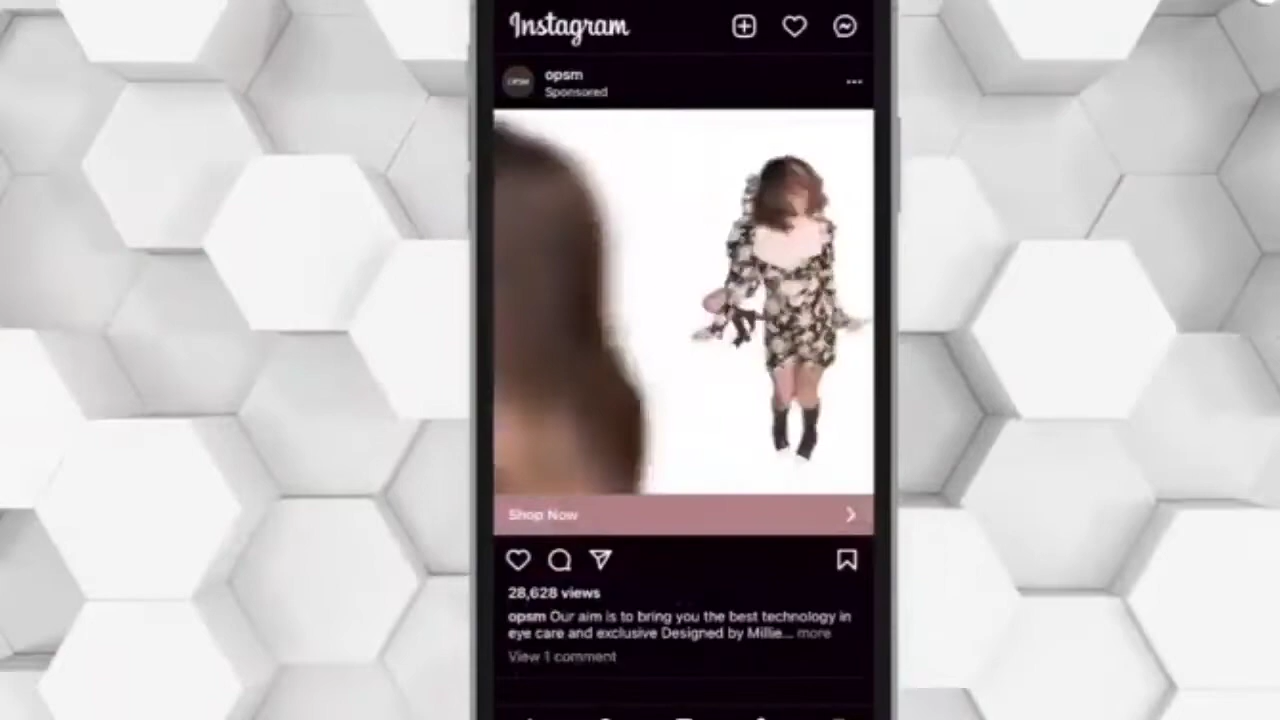 Instagram
opsm
Sponsored
Shop Now
28,628 views
opsm Our aim is to bring you the best technology in
eye care and exclusive Designed by Millie... more
View 1 comment